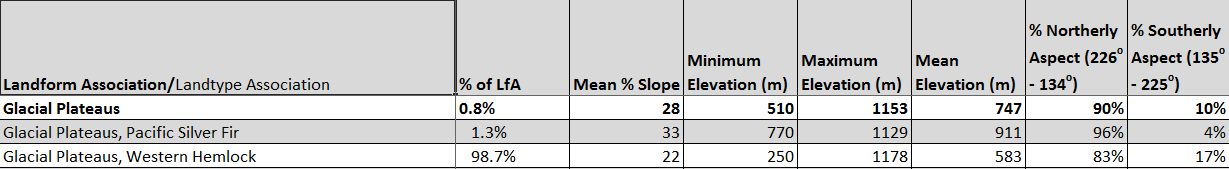 Landform Association/Landtype Association % of LfA Mean % Slope Minimum Elevation (m) Maximum Elevation (m) Mean Elevation (m) % Northerly Aspect (226° - 134°) % Southerly Aspect (135° - 225°)
Glacial Plateaus 0.8% 28 510 1153 747 90% 10%
Glacial Plateaus, Pacific Silver Fir 1.3% 33 770 1129 911 96% 4%
Glacial Plateaus, Western Hemlock 98.7% 22 250 1178 583 83% 17%